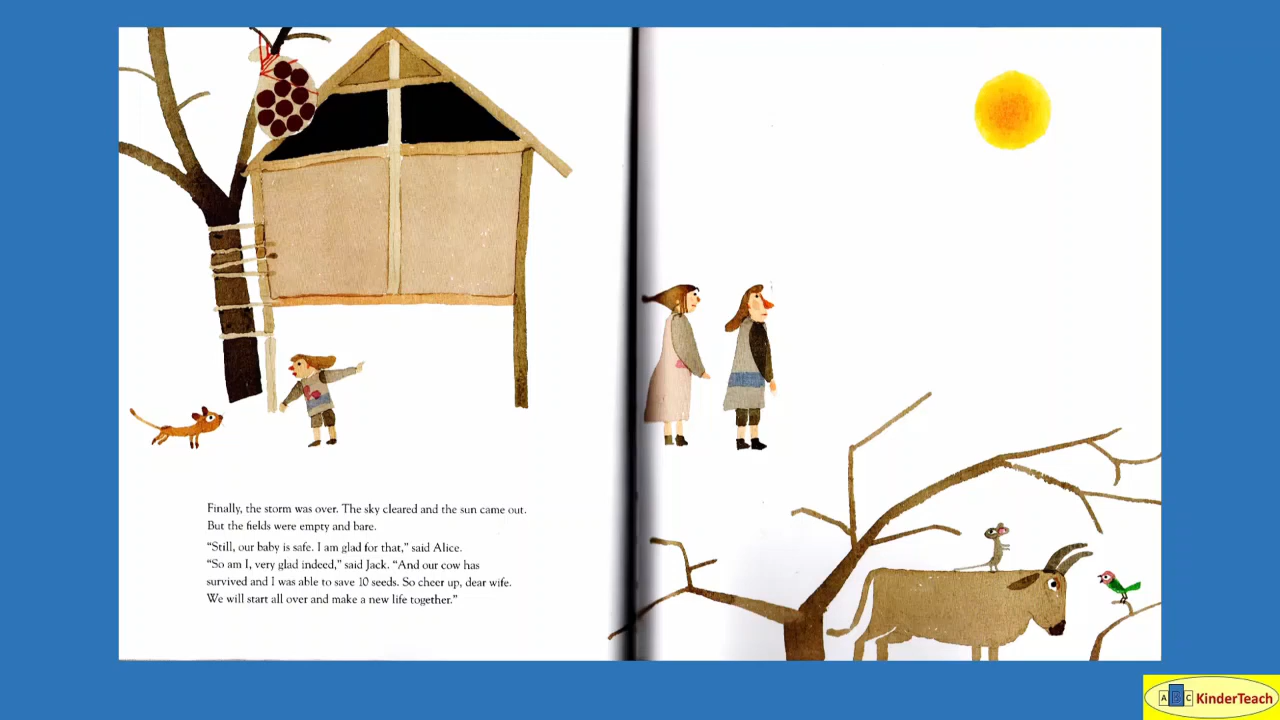 Finally, the storm was over. The sky cleared and the sun came out.
But the fields were empty and bare.
“Still, our baby is safe. I am glad for that,” said Alice.
“So am I, very glad indeed,” said Jack. “And our cow has
survived and I was able to save 10 seeds. So cheer up, dear wife.
We will start all over and make a new life together.”
A B C KinderTeach